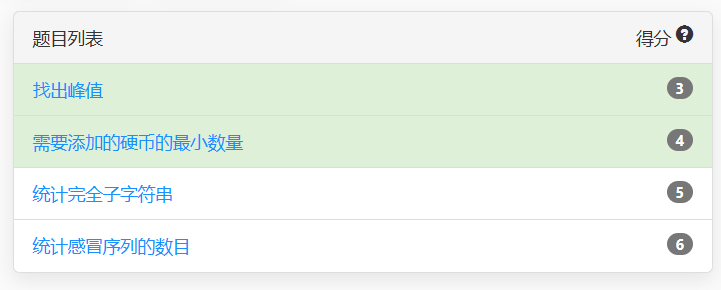 题目列表 得分 ?
找出峰值 3
需要添加的硬币的最小数量 4
统计完全子字符串 5
统计感冒序列的数目 6